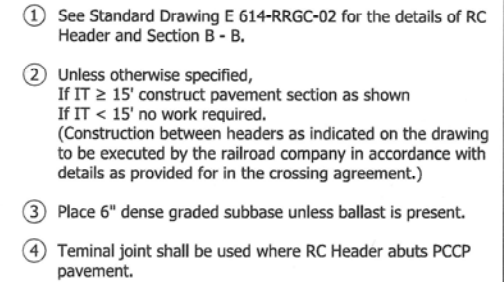 ① See Standard Drawing E 614-RRGC-02 for the details of RC
Header and Section B - B.
② Unless otherwise specified,
If IT ≥ 15' construct pavement section as shown
If IT < 15' no work required.
(Construction between headers as indicated on the drawing
to be executed by the railroad company in accordance with
details as provided for in the crossing agreement.)
③ Place 6" dense graded subbase unless ballast is present.
④ Teminal joint shall be used where RC Header abuts PCCP
pavement.